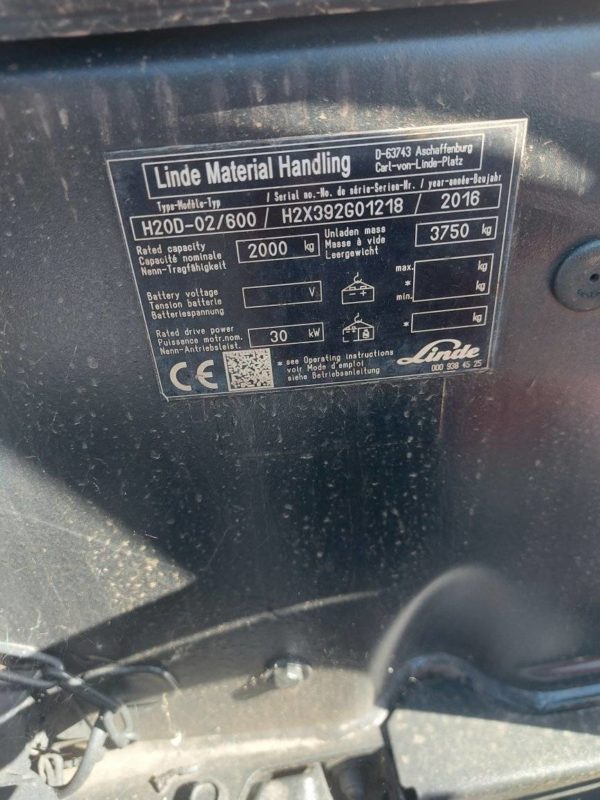 Linde Material Handling
D-63743 Aschaffenburg
Carl-von-Linde-Platz
Type-Modèle-Typ / Serial no.-No. de série-Serien-Nr. / year-année-Baujahr
H20D-02/600 / H2X392G01218 / 2016
Rated capacity
Capacité nominale
Nenn-Tragfähigkeit
2000 kg
Unladen mass
Masse à vide
Leergewicht
3750 kg
Battery voltage
Tension batterie
Batteriespannung
V
max. kg
* kg
min.
Rated drive power
Puissance motr.nom.
Nenn-Antriebsleist.
30 kW
* kg
CE
* see Operating instructions
voir Mode d'emploi
siehe Betriebsanleitung
Linde
000 938 45 25